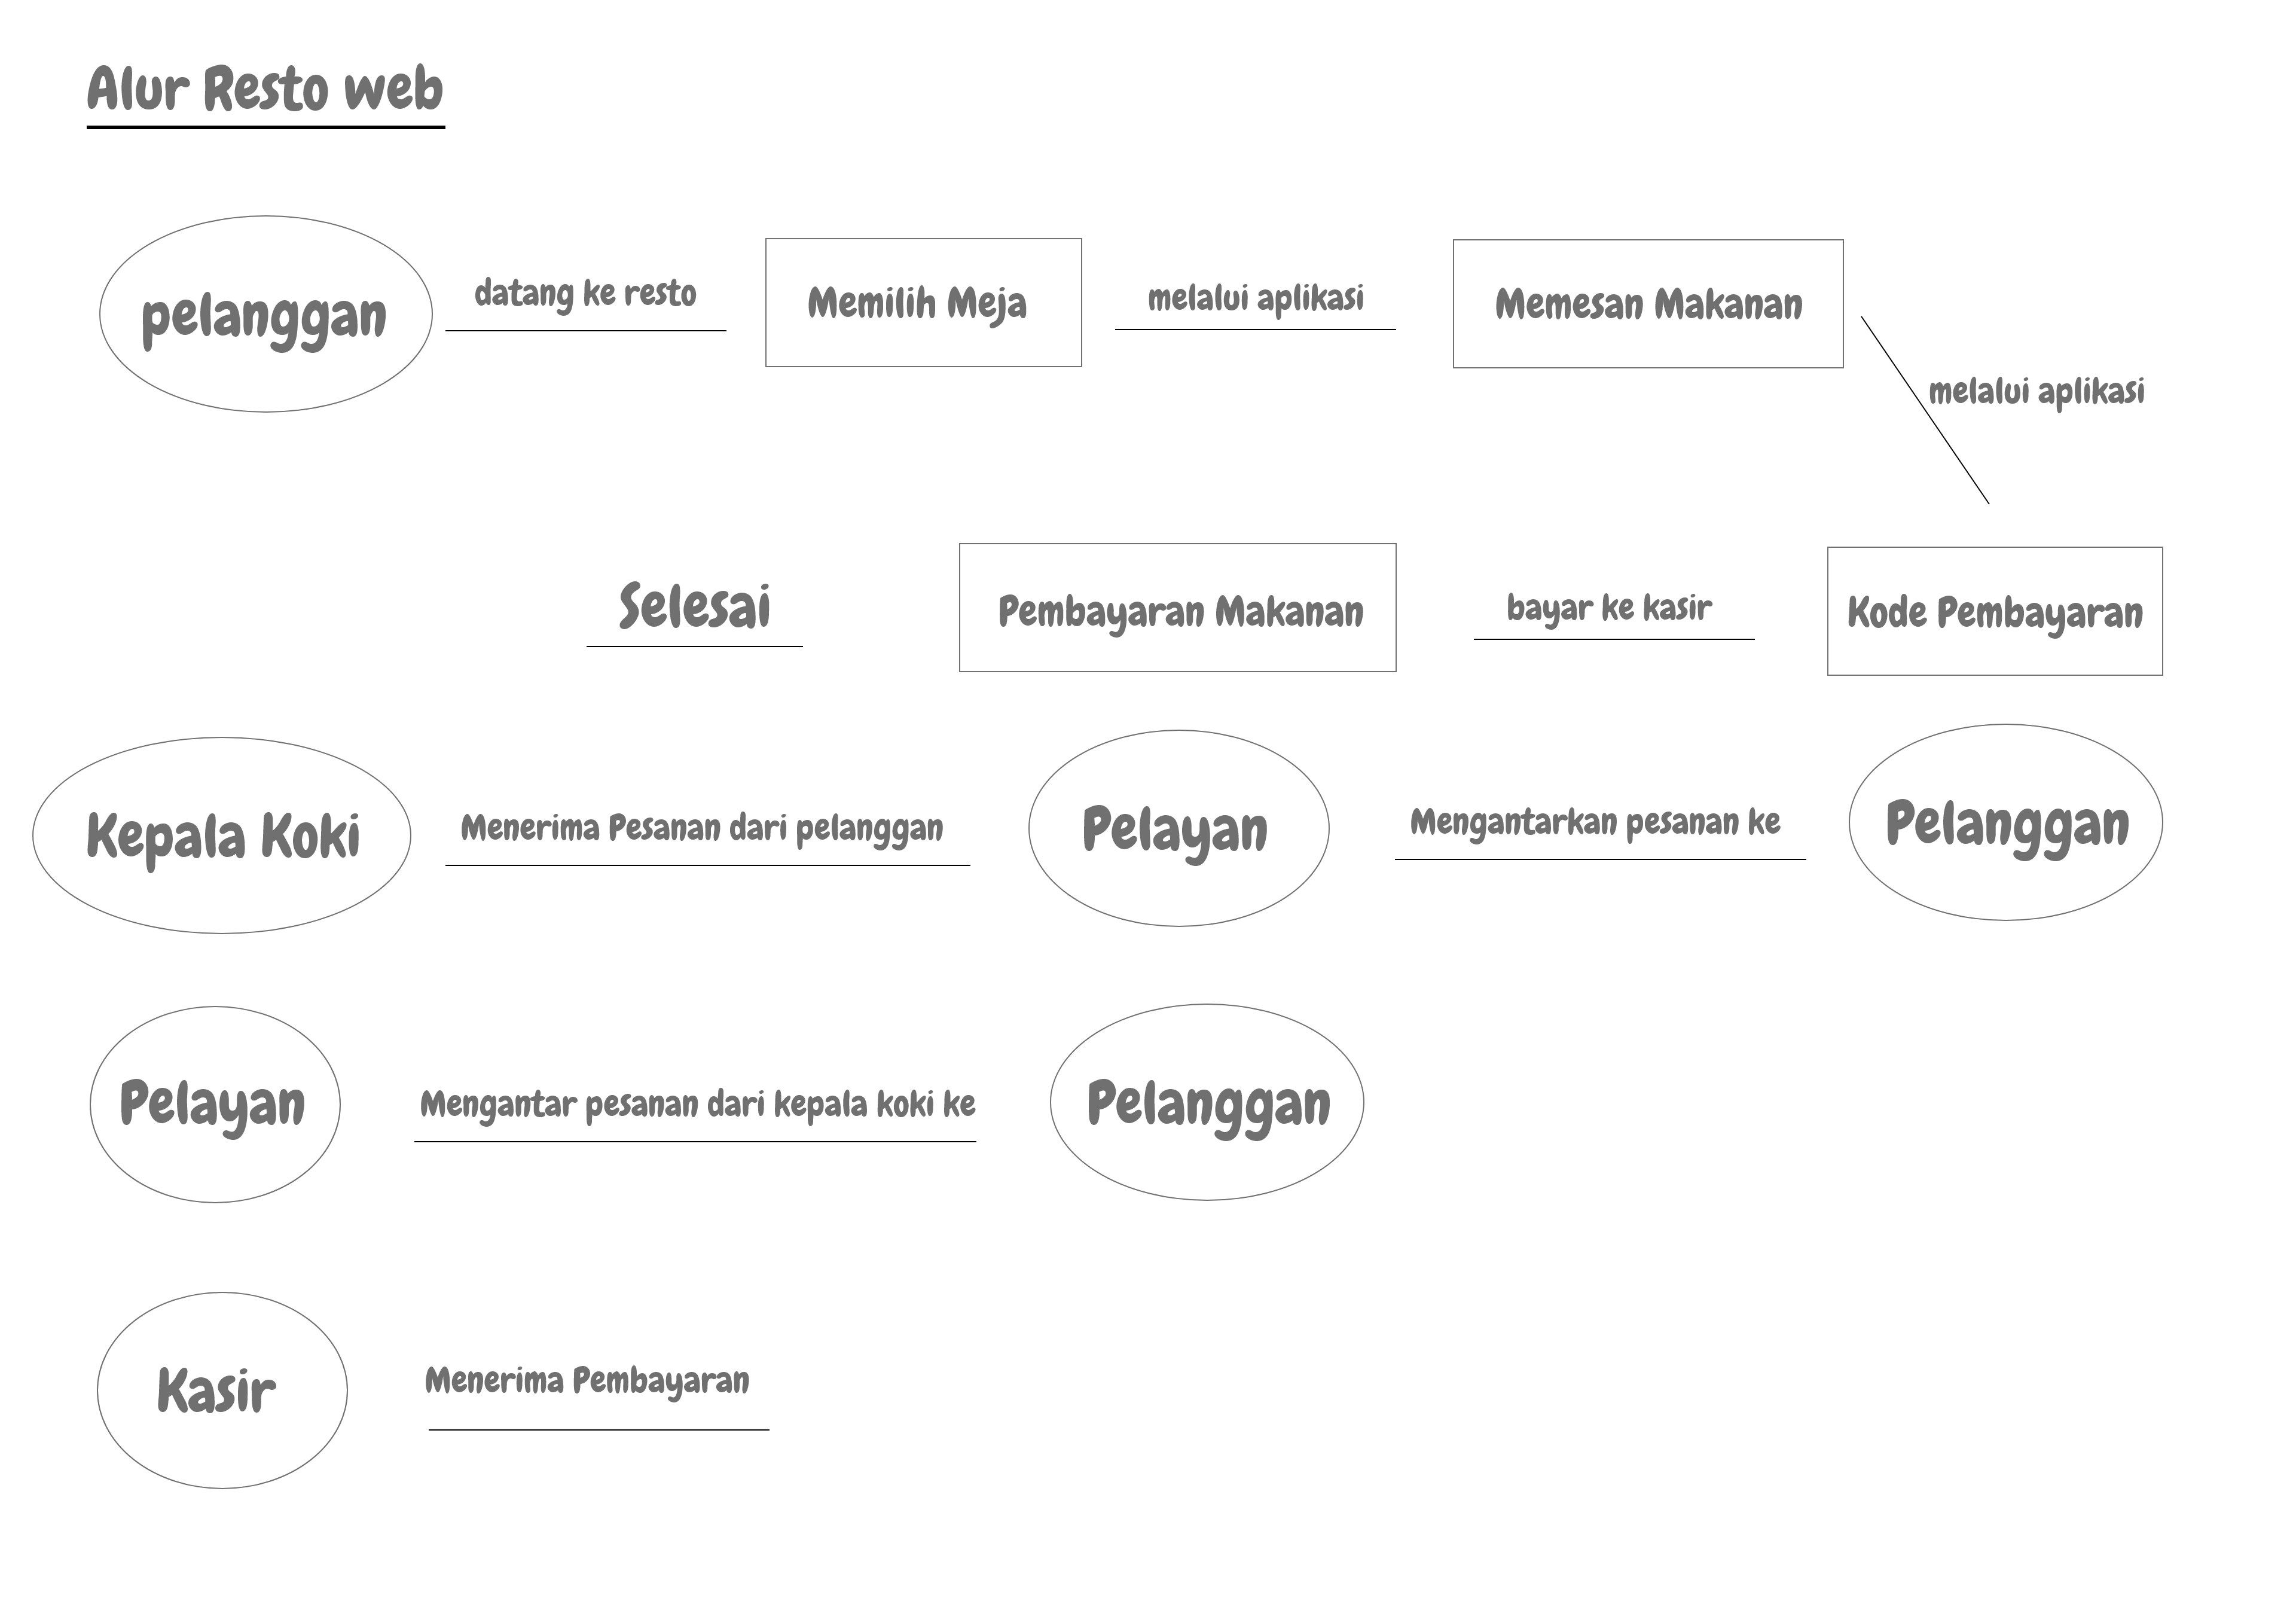 Alur Resto web
pelanggan
datang ke resto
Memilih Meja
melalui aplikasi
Memesan Makanan
melalui aplikasi
Kode Pembayaran
bayar ke kasir
Pembayaran Makanan
Selesai
Kepala Koki
Menerima Pesanan dari pelanggan
Pelayan
Mengantarkan pesanan ke
Pelanggan
Pelayan
Mengantar pesanan dari kepala koki ke
Pelanggan
Kasir
Menerima Pembayaran